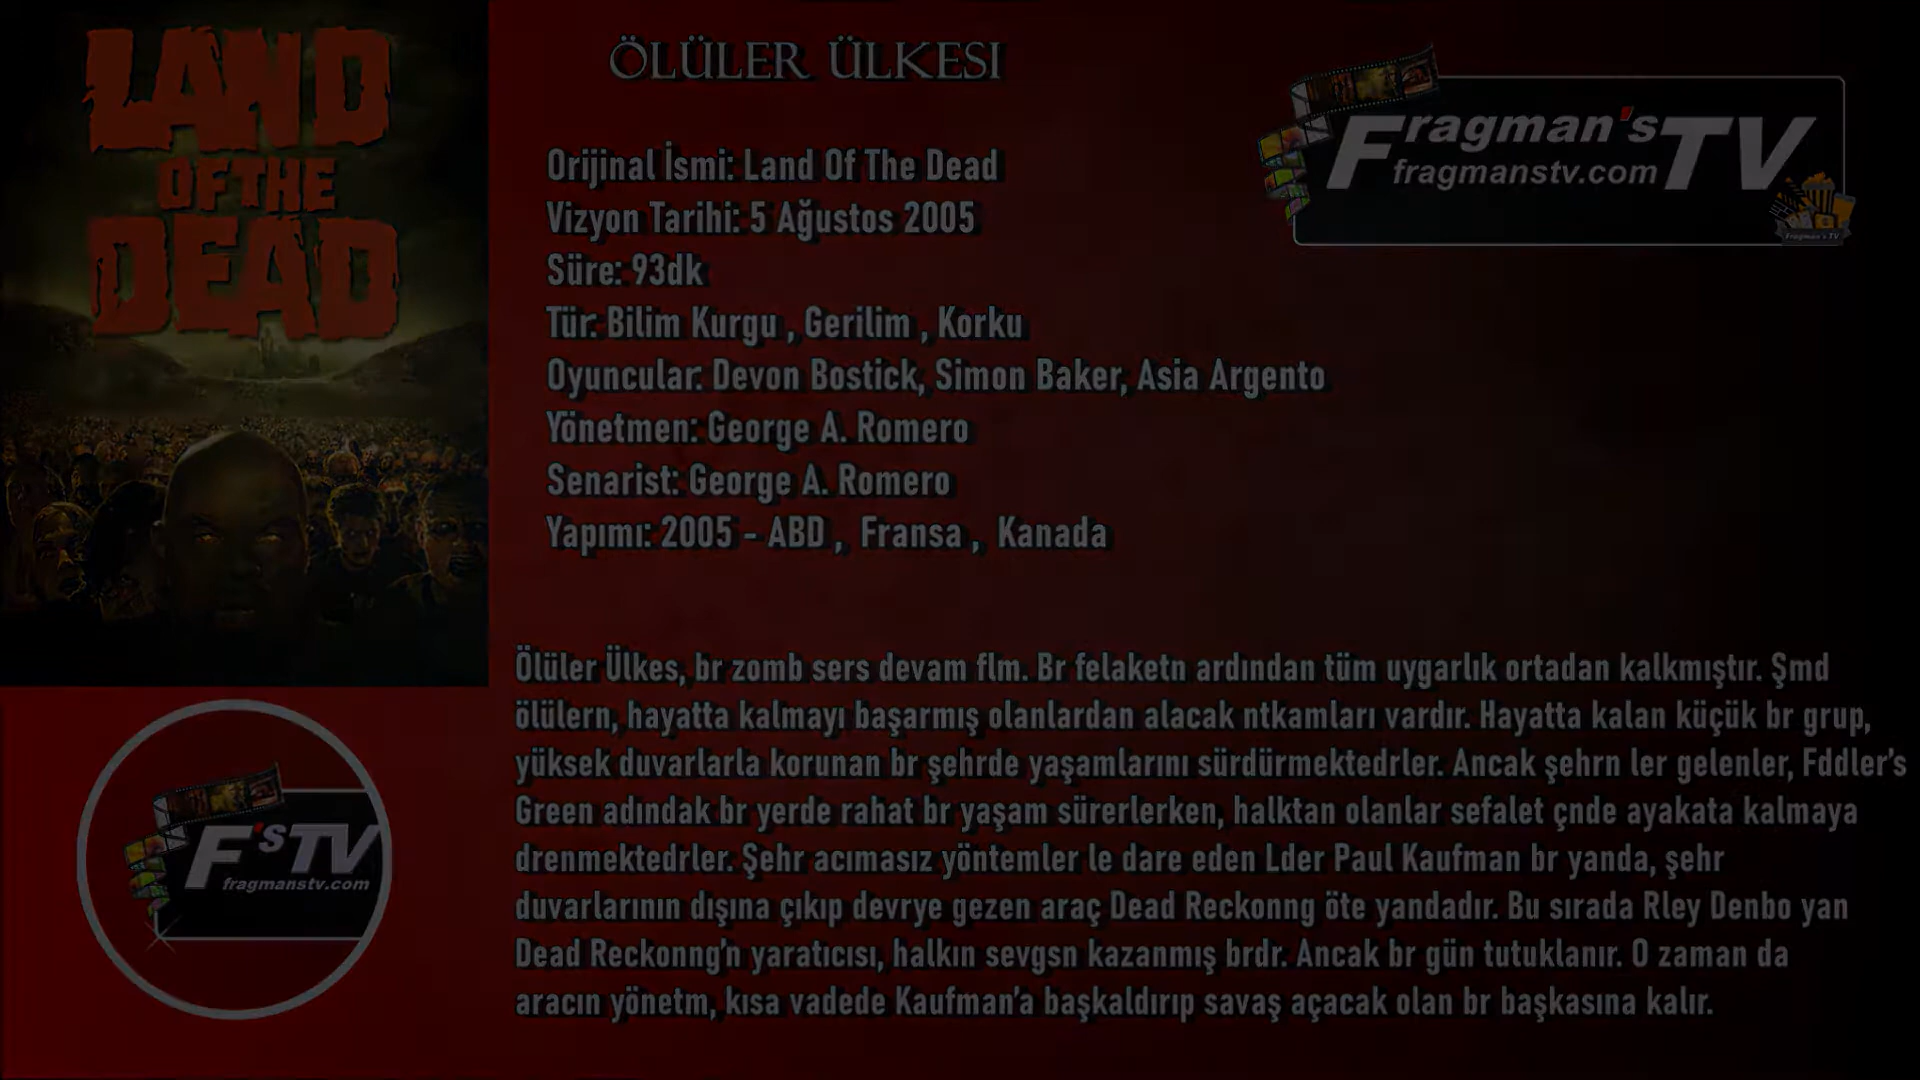 LAND
OF THE
DEAD
ÖLÜLER ÜLKESI
Fragman'sTV
fragmanstv.com
Fragman's TV
Orijinal İsmi: Land Of The Dead
Vizyon Tarihi: 5 Ağustos 2005
Süre: 93dk
Tür: Bilim Kurgu , Gerilim , Korku
Oyuncular: Devon Bostick, Simon Baker, Asia Argento
Yönetmen: George A. Romero
Senarist: George A. Romero
Yapımı: 2005 - ABD , Fransa , Kanada
Ölüler Ülkes, br zomb sers devam flm. Br felaketn ardından tüm uygarlık ortadan kalkmıştır. Şmd
ölülern, hayatta kalmayı başarmış olanlardan alacak ntkamları vardır. Hayatta kalan küçük br grup,
yüksek duvarlarla korunan br şehrde yaşamlarını sürdürmektedrler. Ancak şehrn ler gelenler, Fddler’s
Green adındak br yerde rahat br yaşam sürerlerken, halktan olanlar sefalet çnde ayakata kalmaya
drenmektedrler. Şehr acımasız yöntemler le dare eden Lder Paul Kaufman br yanda, şehr
duvarlarının dışına çıkıp devrye gezen araç Dead Reckonng öte yandadır. Bu sırada Rley Denbo yan
Dead Reckonng’n yaratıcısı, halkın sevgsn kazanmış brdr. Ancak br gün tutuklanır. O zaman da
aracın yönetm, kısa vadede Kaufman’a başkaldırıp savaş açacak olan br başkasına kalır.
F'sTV
fragmanstv.com